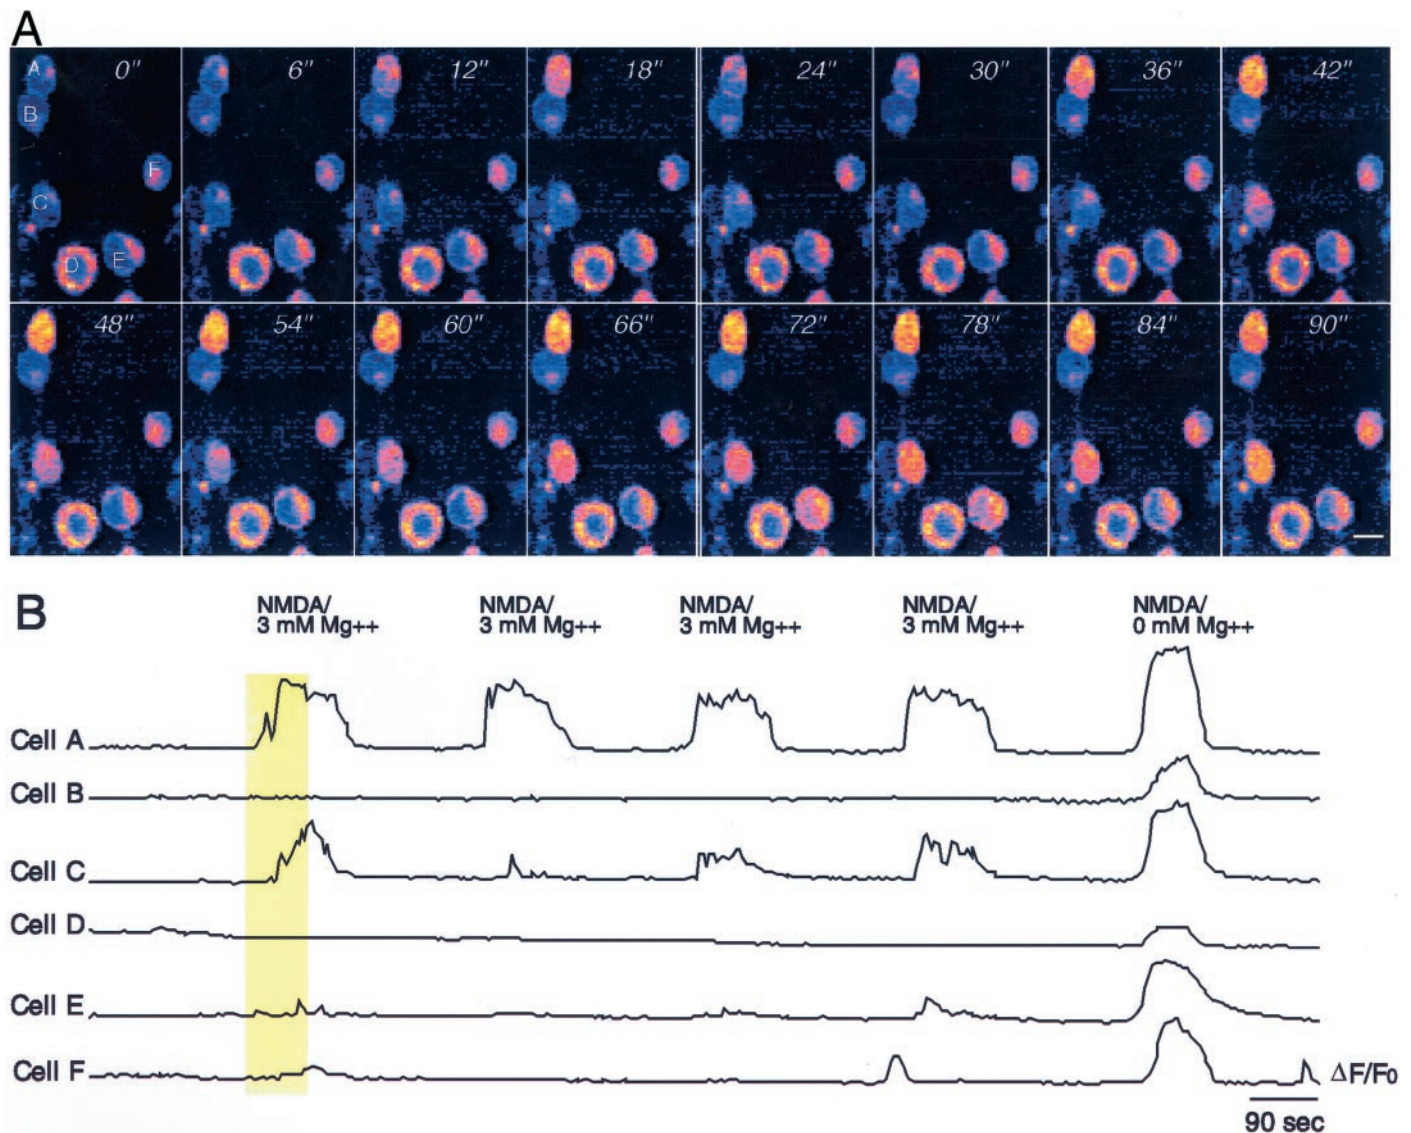 A
A 0" 6" 12" 18" 24" 30" 36" 42"
B
F
C
D E
48" 54" 60" 66" 72" 78" 84" 90"
B
NMDA/ NMDA/ NMDA/ NMDA/ NMDA/
3 mM Mg++ 3 mM Mg++ 3 mM Mg++ 3 mM Mg++ 0 mM Mg++
Cell A
Cell B
Cell C
Cell D
Cell E
Cell F ΔF/F0
90 sec